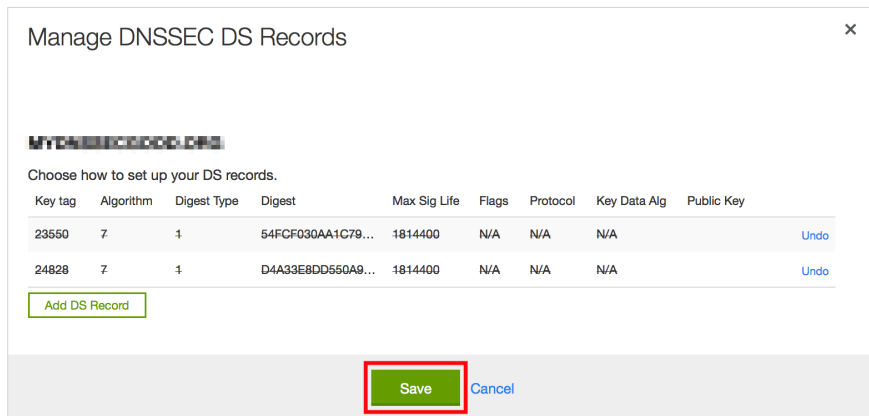 Manage DNSSEC DS Records ×
Choose how to set up your DS records.
Key tag Algorithm Digest Type Digest Max Sig Life Flags Protocol Key Data Alg Public Key
23550 7 1 54FCF030AA1C79... 1814400 N/A N/A N/A Undo
24828 7 1 D4A33E8DD550A9... 1814400 N/A N/A N/A Undo
Add DS Record
Save Cancel